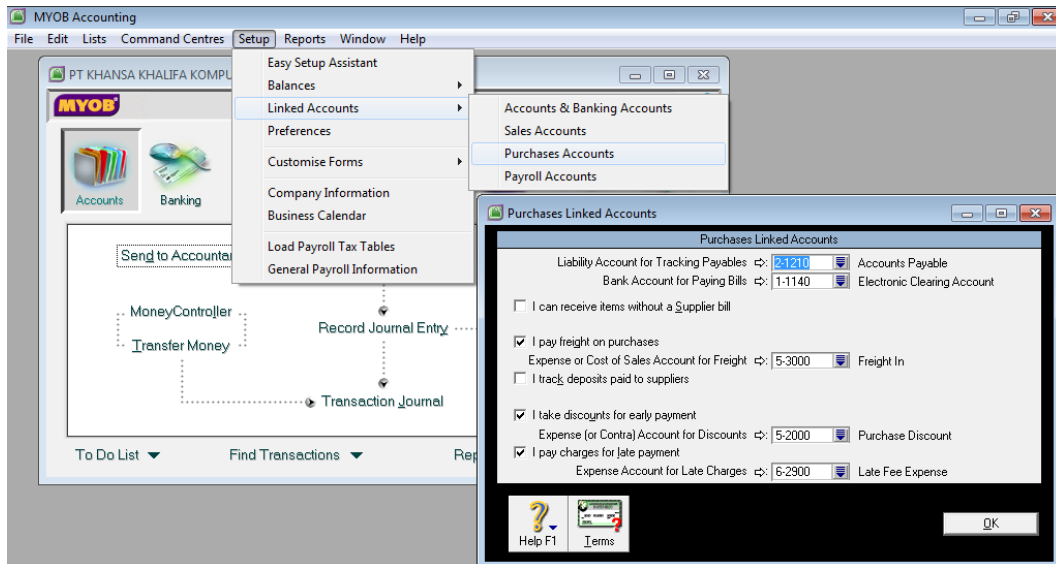 MYOB Accounting
File Edit Lists Command Centres Setup Reports Window Help
PT KHANSA KHALIFA KOMPU
MYOB
Accounts
Banking
Easy Setup Assistant
Balances
Linked Accounts
Preferences
Customise Forms
Company Information
Business Calendar
Load Payroll Tax Tables
General Payroll Information
Accounts & Banking Accounts
Sales Accounts
Purchases Accounts
Payroll Accounts
Send to Accountan
MoneyController
Record Journal Entry
Transfer Money
Transaction Journal
To Do List
Find Transactions
Rep
Purchases Linked Accounts
Purchases Linked Accounts
Liability Account for Tracking Payables 2-1210 Accounts Payable
Bank Account for Paying Bills 1-1140 Electronic Clearing Account
I can receive items without a Supplier bill
I pay freight on purchases
Expense or Cost of Sales Account for Freight 5-3000 Freight In
I track deposits paid to suppliers
I take discounts for early payment
Expense (or Contra) Account for Discounts 5-2000 Purchase Discount
I pay charges for late payment
Expense Account for Late Charges 6-2900 Late Fee Expense
Help F1
Terms
OK